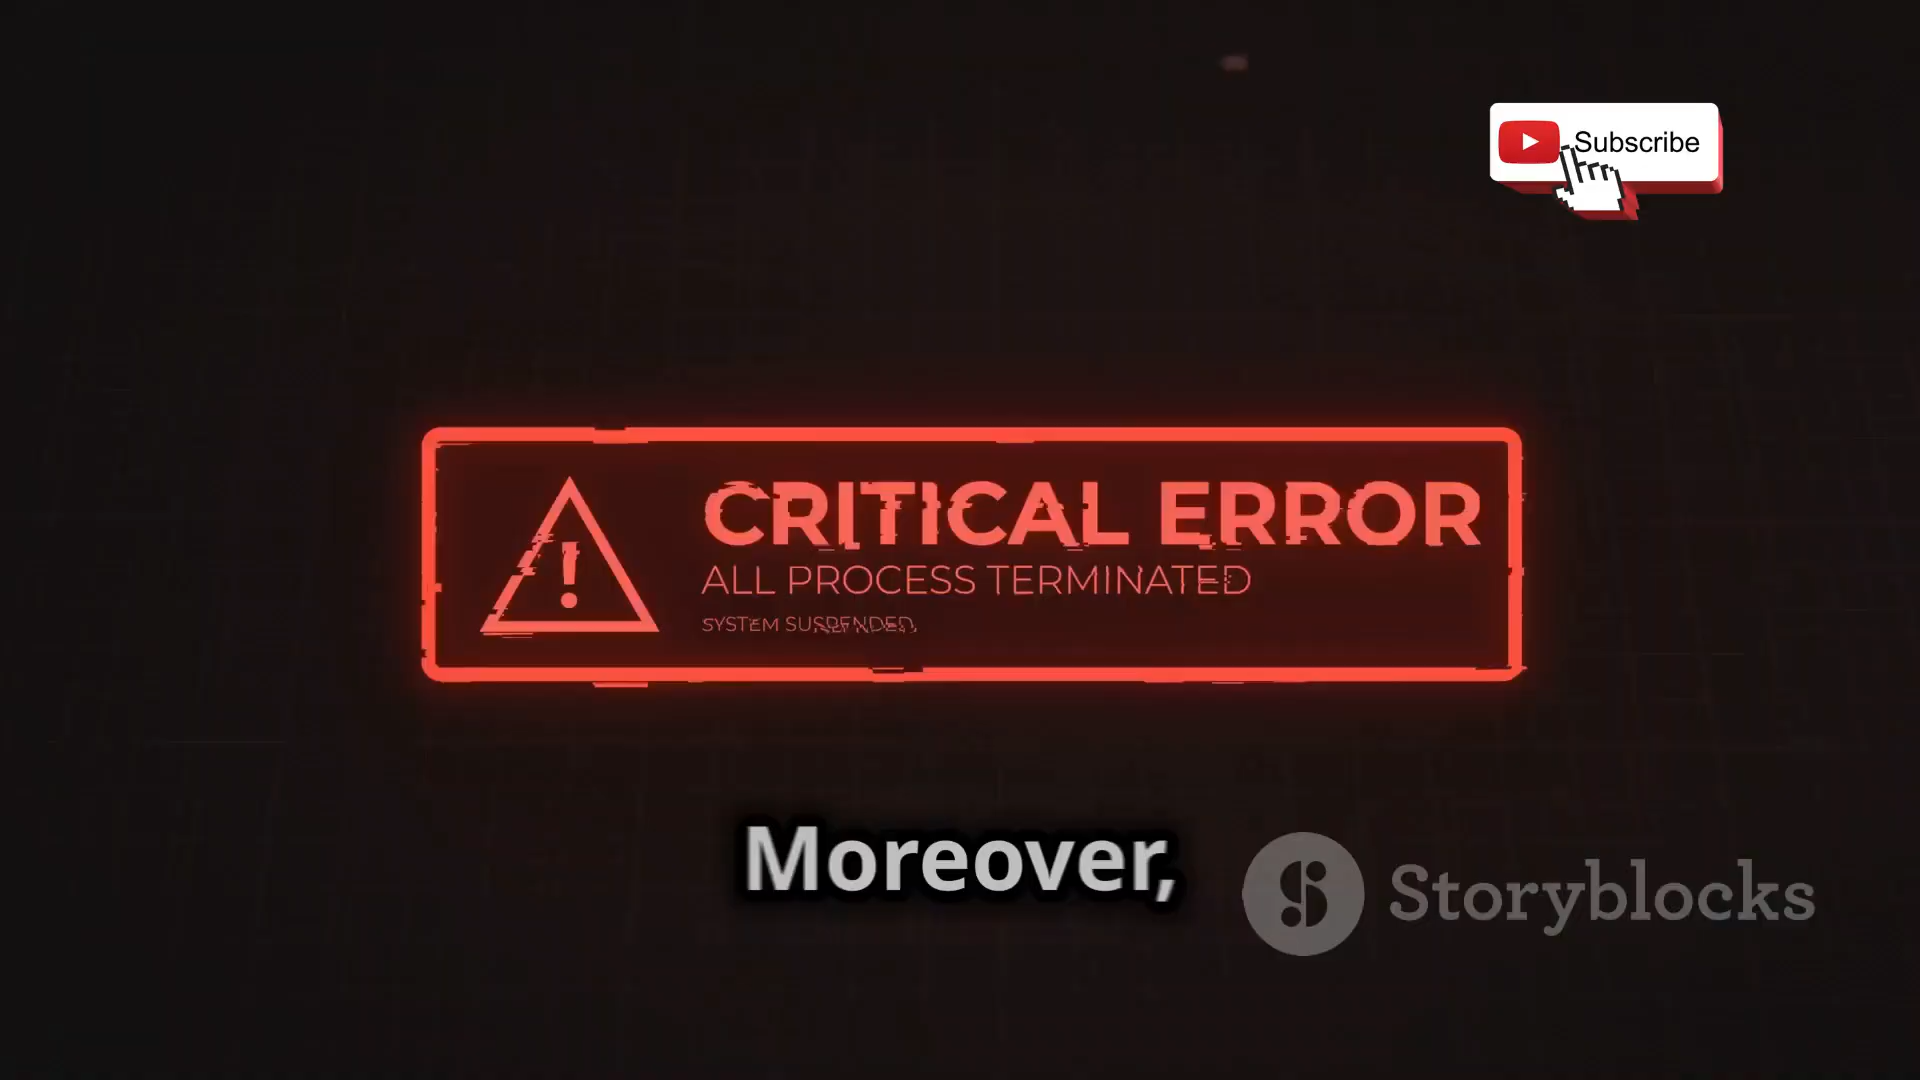 Subscribe
CRITICAL ERROR
ALL PROCESS TERMINATED
SYSTEM SUSPENDED
Moreover,
Storyblocks